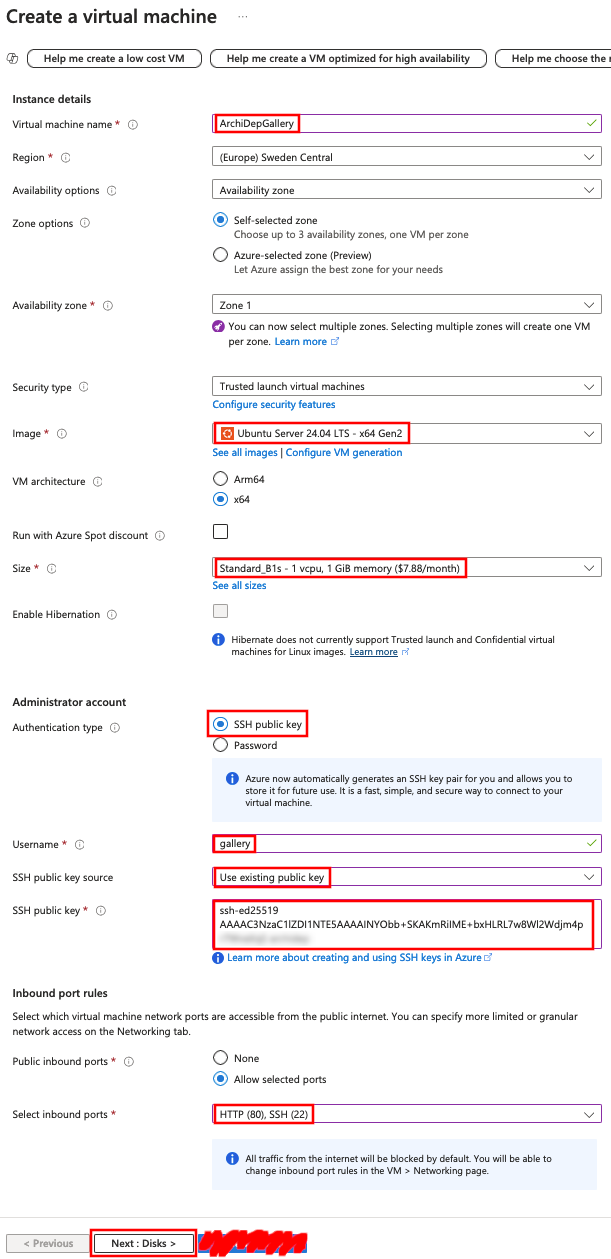 Create a virtual machine ...
Help me create a low cost VM
Help me create a VM optimized for high availability
Help me choose the
Instance details
Virtual machine name *
ArchiDepGallery
Region *
(Europe) Sweden Central
Availability options
Availability zone
Zone options
Self-selected zone
Choose up to 3 availability zones, one VM per zone
Azure-selected zone (Preview)
Let Azure assign the best zone for your needs
Availability zone *
Zone 1
You can now select multiple zones. Selecting multiple zones will create one VM
per zone. Learn more
Security type
Trusted launch virtual machines
Configure security features
Image *
Ubuntu Server 24.04 LTS - x64 Gen2
See all images | Configure VM generation
VM architecture
Arm64
x64
Run with Azure Spot discount
Size *
Standard_B1s - 1 vcpu, 1 GiB memory ($7.88/month)
See all sizes
Enable Hibernation
Hibernate does not currently support Trusted launch and Confidential virtual
machines for Linux images. Learn more
Administrator account
Authentication type
SSH public key
Password
Azure now automatically generates an SSH key pair for you and allows you to
store it for future use. It is a fast, simple, and secure way to connect to your
virtual machine.
Username *
gallery
SSH public key source
Use existing public key
SSH public key *
ssh-ed25519
AAAAC3NzaC1lZDI1NTE5AAAAINYObb+SKAKmRiIME+bxHLRL7w8Wl2Wdjm4p
Learn more about creating and using SSH keys in Azure
Inbound port rules
Select which virtual machine network ports are accessible from the public internet. You can specify more limited or granular
network access on the Networking tab.
Public inbound ports *
None
Allow selected ports
Select inbound ports *
HTTP (80), SSH (22)
All traffic from the internet will be blocked by default. You will be able to
change inbound port rules in the VM > Networking page.
< Previous
Next : Disks >